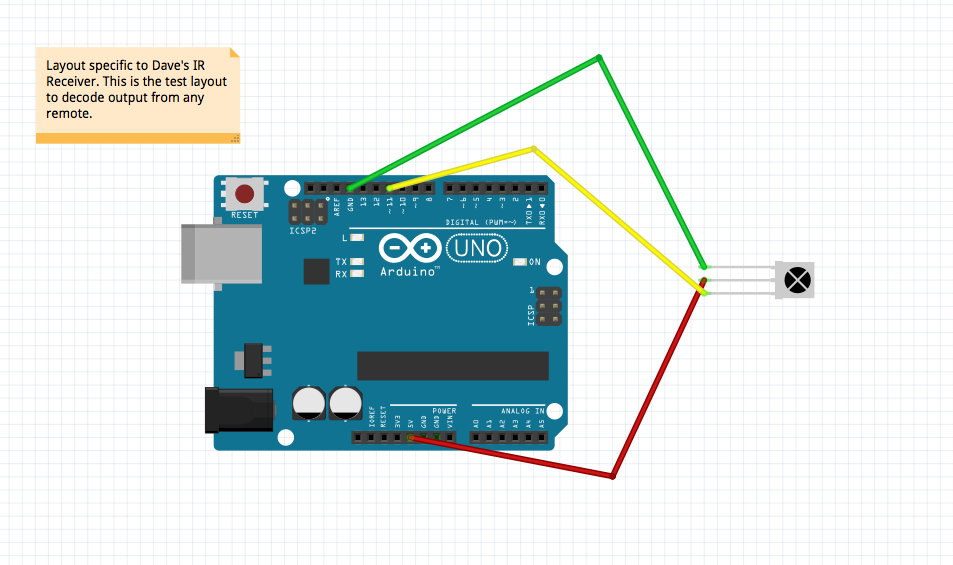 Layout specific to Dave's IR
Receiver. This is the test layout
to decode output from any
remote.
RESET
ICSP2
AREF
GND
13
12
~11
~10
~9
8
7
~6
~5
4
~3
2
TXD▶1
RXD◀0
DIGITAL (PWM=~)
L
TX
RX
UNO
Arduino™
ON
1
ICSP
IOREF
RESET
3V3
5V
GND
GND
VIN
POWER
A0
A1
A2
A3
A4
A5
ANALOG IN